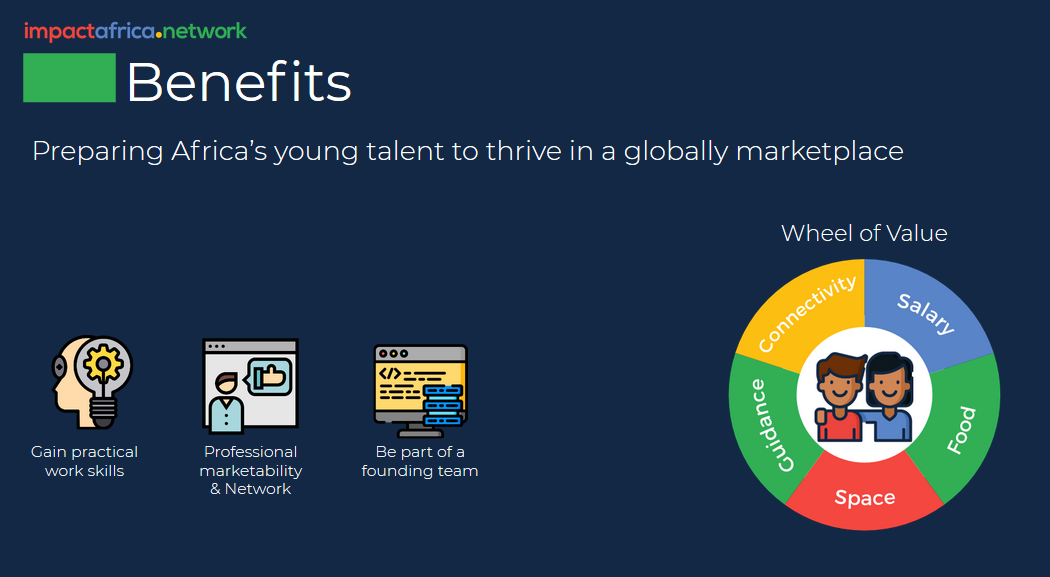 impactafrica.network
Benefits
Preparing Africa's young talent to thrive in a globally marketplace
Wheel of Value
Connectivity
Salary
Guidance
Food
Space
Gain practical
work skills
Professional
marketability
& Network
Be part of a
founding team